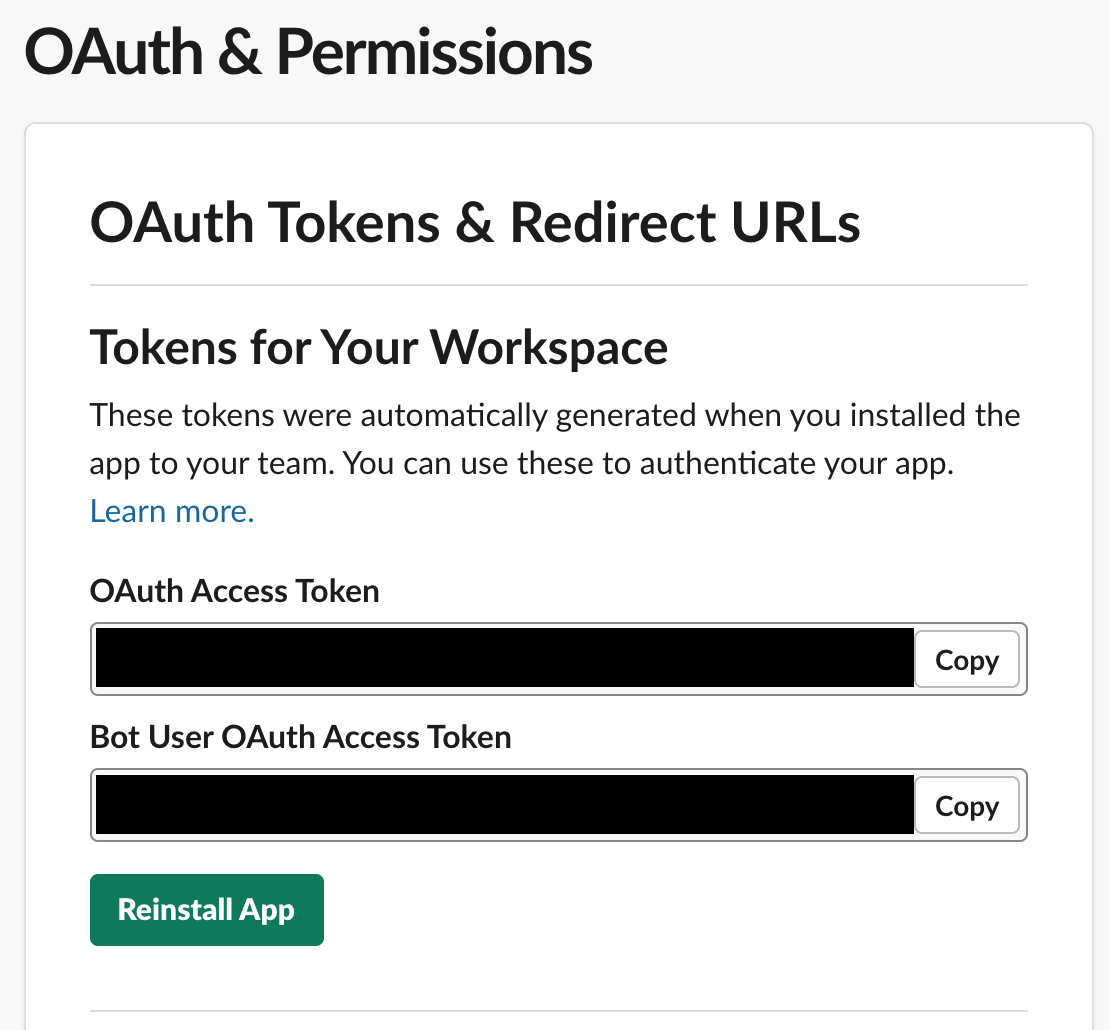 OAuth & Permissions
OAuth Tokens & Redirect URLs
Tokens for Your Workspace
These tokens were automatically generated when you installed the
app to your team. You can use these to authenticate your app.
Learn more.
OAuth Access Token
Copy
Bot User OAuth Access Token
Copy
Reinstall App